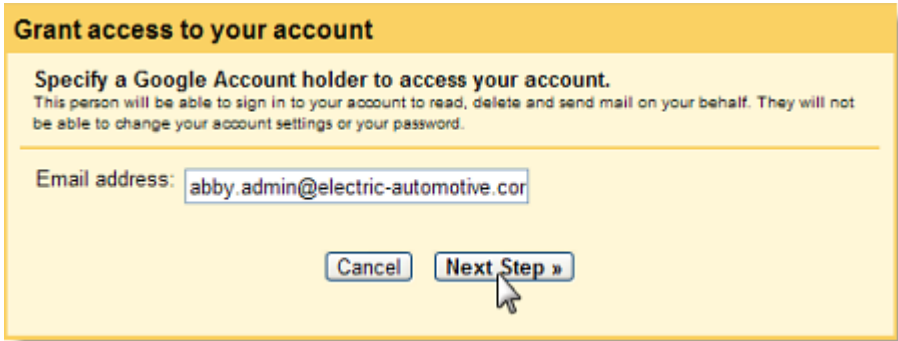 Grant access to your account
Specify a Google Account holder to access your account.
This person will be able to sign in to your account to read, delete and send mail on your behalf. They will not
be able to change your account settings or your password.
Email address: abby.admin@electric-automotive.cor
Cancel Next Step »